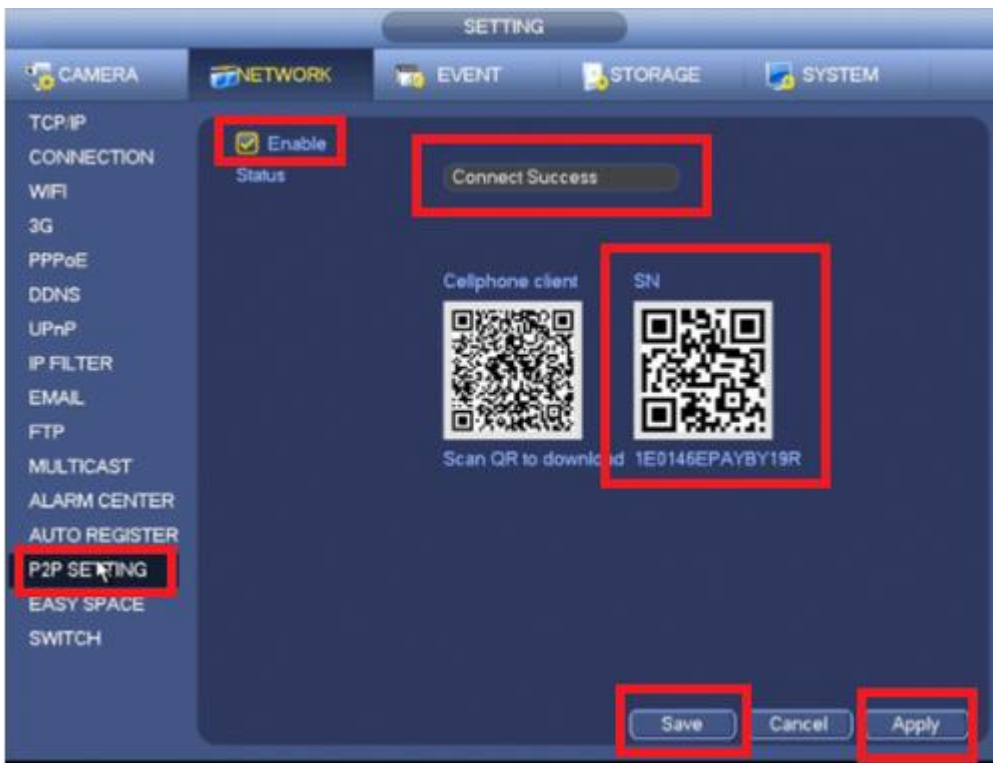 SETTING
CAMERA NETWORK EVENT STORAGE SYSTEM
TCP/IP
CONNECTION
WIFI
3G
PPPoE
DDNS
UPnP
IP FILTER
EMAIL
FTP
MULTICAST
ALARM CENTER
AUTO REGISTER
P2P SETTING
EASY SPACE
SWITCH
Enable
Status Connect Success
Cellphone client SN
Scan QR to download 1E0146EPAYBY19R
Save Cancel Apply